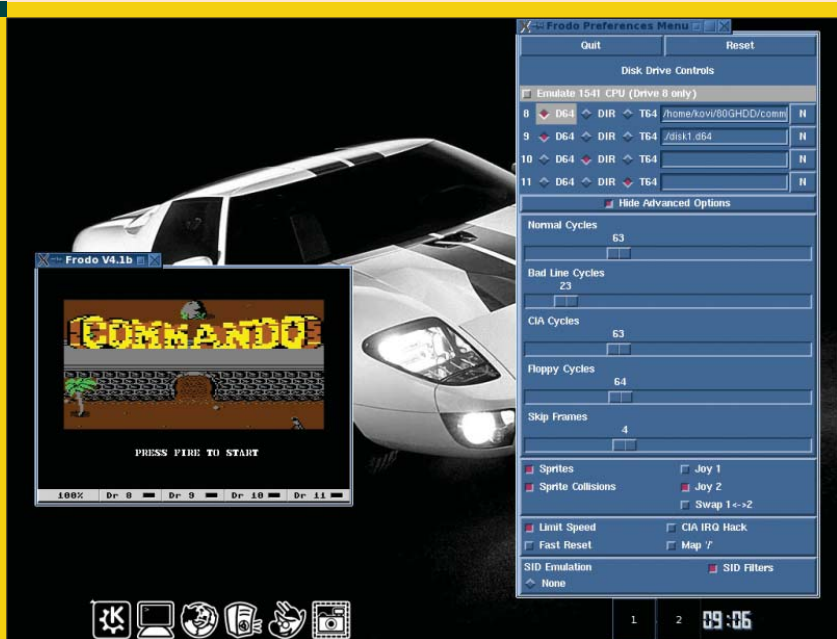 Frodo Preferences Menu
Quit Reset
Disk Drive Controls
Emulate 1541 CPU (Drive 8 only)
8 D64 DIR T64 /home/kovi/80GHDD/comm N
9 D64 DIR T64 /disk1.d64 N
10 D64 DIR T64 N
11 D64 DIR T64 N
Hide Advanced Options
Normal Cycles
63
Bad Line Cycles
23
CIA Cycles
63
Floppy Cycles
64
Skip Frames
4
Sprites Joy 1
Sprite Collisions Joy 2
Swap 1<->2
Limit Speed CIA IRQ Hack
Fast Reset Map '/'
SID Emulation SID Filters
None
Frodo V4.1b
COMMANDO
PRESS FIRE TO START
100% Dr 8 Dr 9 Dr 10 Dr 11
K
1 2 09:06